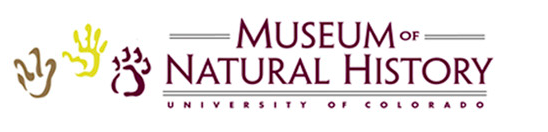 MUSEUM OF
NATURAL HISTORY
UNIVERSITY OF COLORADO